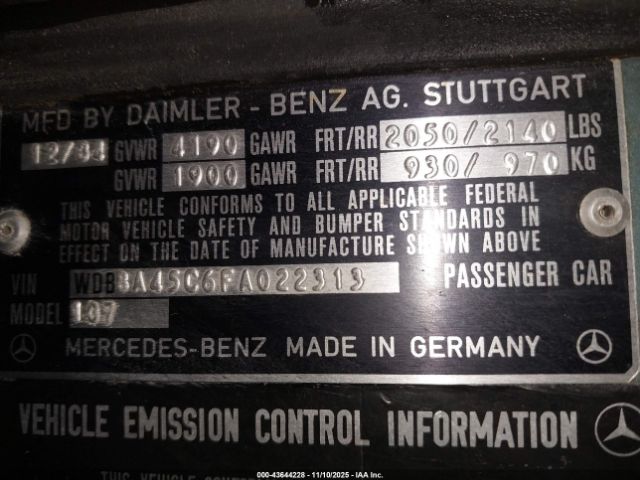 MFD BY DAIMLER - BENZ AG. STUTTGART
12/84 GVWR 4190 GAWR FRT/RR 2050/2140 LBS
GVWR 1900 GAWR FRT/RR 930/ 970 KG
THIS VEHICLE CONFORMS TO ALL APPLICABLE FEDERAL
MOTOR VEHICLE SAFETY AND BUMPER STANDARDS IN
EFFECT ON THE DATE OF MANUFACTURE SHOWN ABOVE
VIN WDBBA45C6FA022313 PASSENGER CAR
MODEL 107
MERCEDES-BENZ MADE IN GERMANY
VEHICLE EMISSION CONTROL INFORMATION
THIS VEHICLE
000-43644228 - 11/10/2025 - IAA Inc.